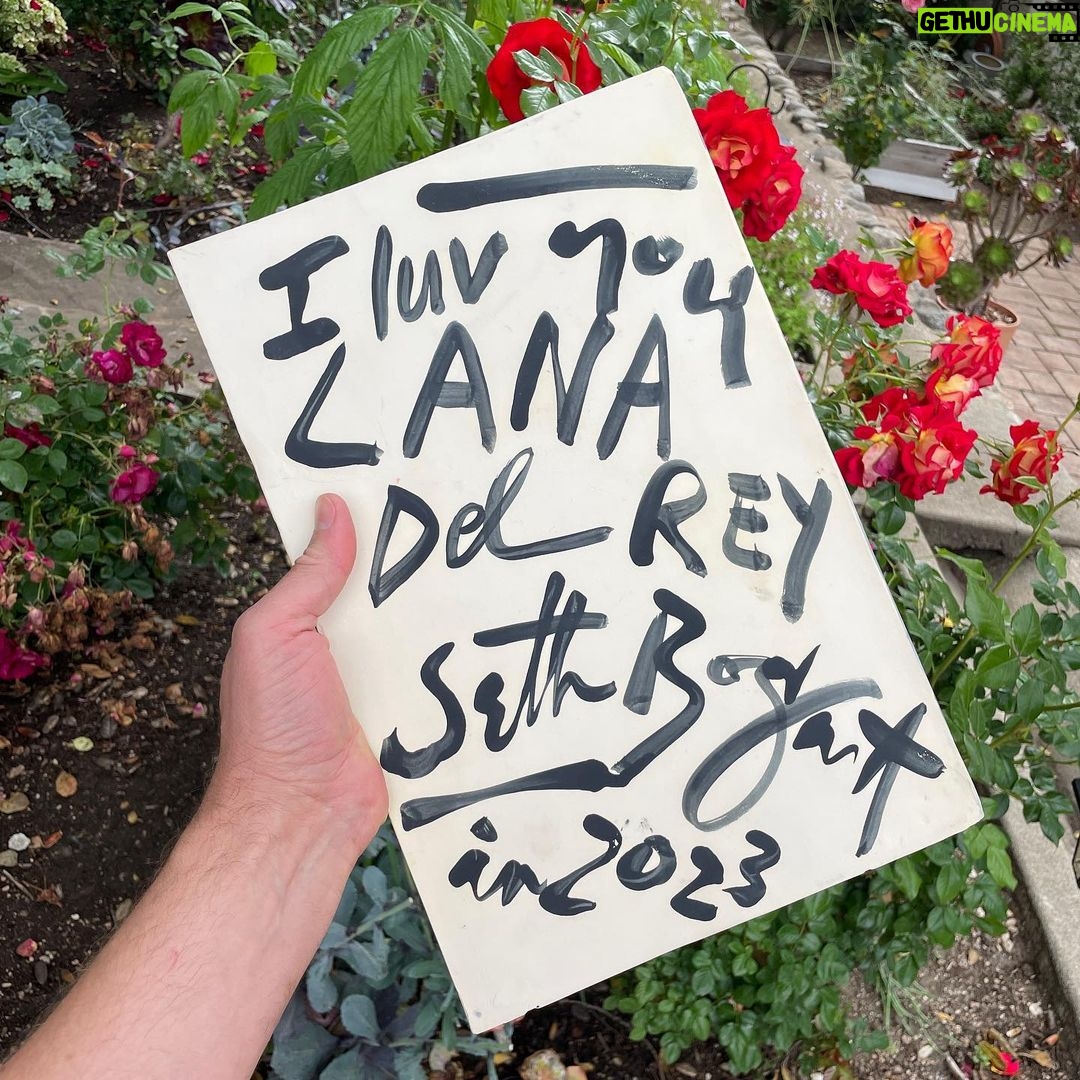 GETHUCINEMA
I luv you
LANA
Del REY
Seth Bogart
in 2023